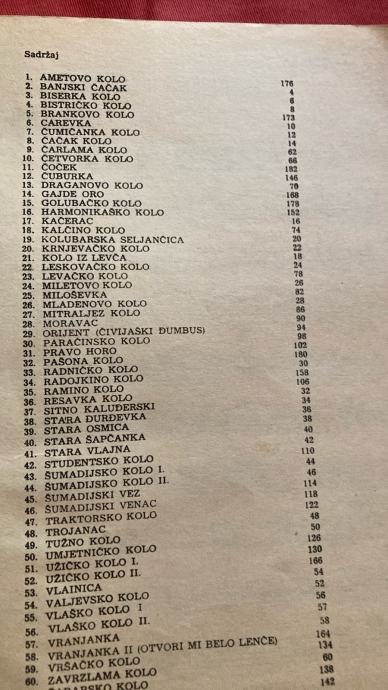 Sadržaj
1. AMETOVO KOLO 176
2. BANJSKI ČAČAK 4
3. BISERKA KOLO 6
4. BISTRIČKO KOLO 8
5. BRANKOVO KOLO 173
6. CAREVKA 10
7. ČUMIČANKA KOLO 12
8. ČAČAK KOLO 14
9. ČARLAMA KOLO 62
10. ČETVORKA KOLO 66
11. ČOČEK 182
12. ČUBURKA 146
13. DRAGANOVO KOLO 70
14. GAJDE ORO 168
15. GOLUBAČKO KOLO 178
16. HARMONIKAŠKO KOLO 152
17. KAČERAC 16
18. KALČINO KOLO 74
19. KOLUBARSKA SELJANČICA 20
20. KRNJEVAČKO KOLO 22
21. KOLO IZ LEVČA 18
22. LESKOVAČKO KOLO 24
23. LEVAČKO KOLO 78
24. MILETOVO KOLO 26
25. MILOŠEVKA 82
26. MLADENOVO KOLO 28
27. MITRALJEZ KOLO 86
28. MORAVAC 90
29. ORIJENT (ČIVIJAŠKI ĐUMBUS) 94
30. PARAĆINSKO KOLO 98
31. PRAVO HORO 102
32. PAŠONA KOLO 180
33. RADNIČKO KOLO 30
34. RADOJKINO KOLO 158
35. RAMINO KOLO 106
36. RESAVKA KOLO 32
37. SITNO KALUĐERSKI 34
38. STARA ĐURĐEVKA 36
39. STARA OSMICA 38
40. STARA ŠAPČANKA 40
41. STARA VLAJNA 42
42. STUDENTSKO KOLO 110
43. ŠUMADIJSKO KOLO I. 44
44. ŠUMADIJSKO KOLO II. 46
45. ŠUMADIJSKI VEZ 114
46. ŠUMADIJSKI VENAC 118
47. TRAKTORSKO KOLO 122
48. TROJANAC 48
49. TUŽNO KOLO 50
50. UMJETNIČKO KOLO 126
51. UŽIČKO KOLO I. 130
52. UŽIČKO KOLO II. 166
53. VLAINICA 54
54. VALJEVSKO KOLO 52
55. VLAŠKO KOLO I 56
56. VLAŠKO KOLO II. 57
57. VRANJANKA 58
58. VRANJANKA II (OTVORI MI BELO LENČE) 164
59. VRŠAČKO KOLO 134
60. ZAVRZLAMA KOLO 60
KOLO 138
142